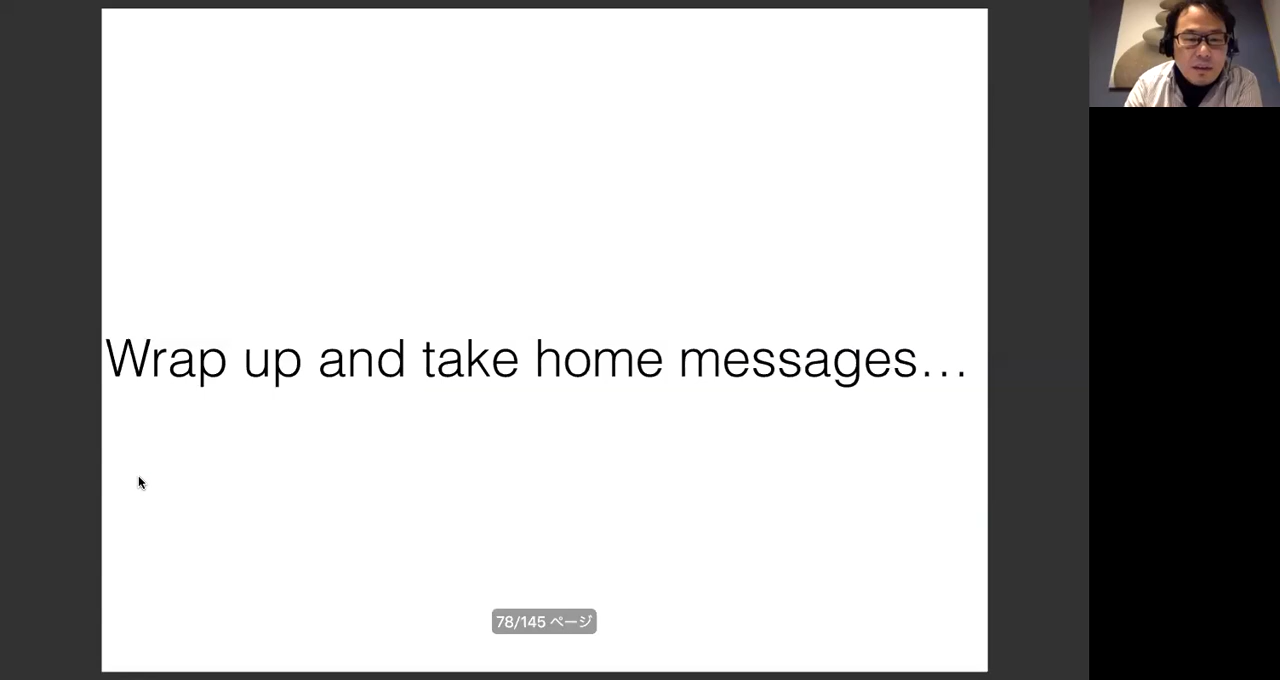 Wrap up and take home messages…
78/145 ページ